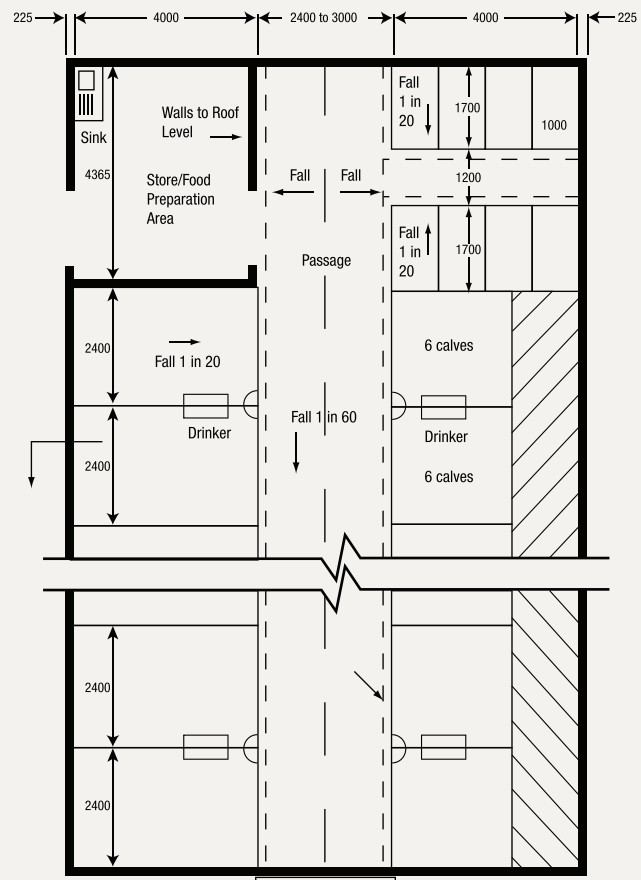 225
4000
2400 to 3000
4000
225
Sink
Walls to Roof
Level
4365
Store/Food
Preparation
Area
Fall
Fall
Passage
Fall
1 in
20
1700
1000
1200
Fall
1 in
20
1700
2400
Fall 1 in 20
6 calves
Drinker
Fall 1 in 60
Drinker
2400
6 calves
2400
2400